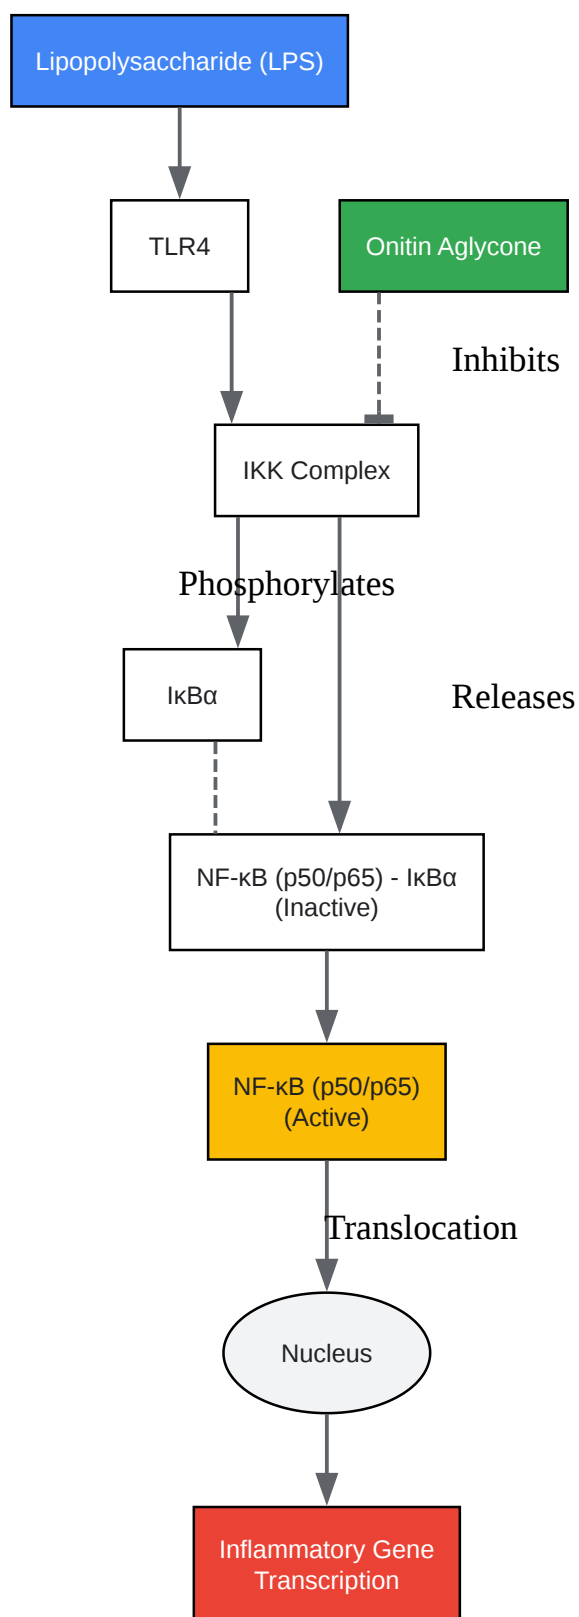 Lipopolysaccharide (LPS)
TLR4
Onitin Aglycone
Inhibits
IKK Complex
Phosphorylates
IκBα
Releases
NF-κB (p50/p65) - IκBα
(Inactive)
NF-κB (p50/p65)
(Active)
Translocation
Nucleus
Inflammatory Gene
Transcription